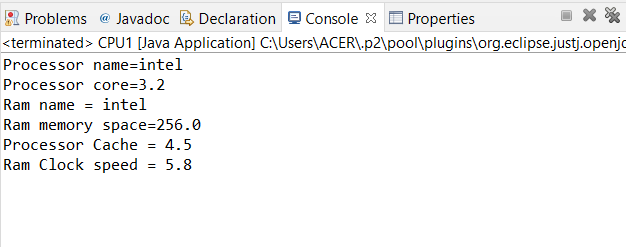 Problems @ Javadoc Declaration Console Properties
<terminated> CPU1 [Java Application] C:\Users\ACER\.p2\pool\plugins\org.eclipse.justj.openjd
Processor name=intel
Processor core=3.2
Ram name = intel
Ram memory space=256.0
Processor Cache = 4.5
Ram Clock speed = 5.8